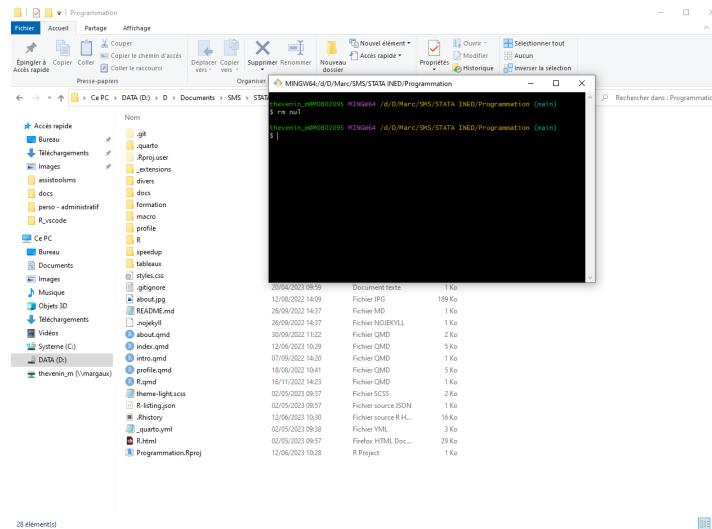 Programmation
Fichier Accueil Partage Affichage
Épingler à Accès rapide
Copier
Coller
Couper
Copier le chemin d'accès
Coller le raccourci
Déplacer vers
Copier vers
Supprimer
Renommer
Nouveau dossier
Nouvel élément
Accès rapide
Propriétés
Ouvrir
Modifier
Historique
Sélectionner tout
Aucun
Inverser la sélection
Presse-papiers
Organiser
Ce PC > DATA (D:) > D > Documents > SMS > STAT
Rechercher dans : Programmatic
MINGW64:/d/D/Marc/SMS/STATA INED/Programmation
thevenin_m@MOB02095 MINGW64 /d/D/Marc/SMS/STATA INED/Programmation (main)
$ rm nul
thevenin_m@MOB02095 MINGW64 /d/D/Marc/SMS/STATA INED/Programmation (main)
$
Accès rapide
Bureau
Téléchargements
Images
assistoolsms
docs
perso - administratif
R_vscode
Ce PC
Bureau
Documents
Images
Musique
Objets 3D
Téléchargements
Vidéos
Systeme (C:)
DATA (D:)
thevenin_m (\\margaux)
Nom
.git
.quarto
.Rproj.user
_extensions
divers
docs
formation
macro
profile
R
speedup
tableaux
styles.css
.gitignore 20/04/2023 09:59 Document texte 1 Ko
about.jpg 12/08/2022 14:09 Fichier JPG 189 Ko
README.md 26/09/2022 14:37 Fichier MD 1 Ko
.nojekyll 26/09/2022 14:37 Fichier NOJEKYLL 1 Ko
about.qmd 30/09/2022 11:22 Fichier QMD 2 Ko
index.qmd 12/06/2023 10:29 Fichier QMD 5 Ko
intro.qmd 07/09/2022 14:20 Fichier QMD 1 Ko
profile.qmd 18/08/2022 10:41 Fichier QMD 5 Ko
R.qmd 16/11/2022 14:23 Fichier QMD 1 Ko
theme-light.scss 02/05/2023 09:37 Fichier SCSS 2 Ko
R-listing.json 02/05/2023 09:57 Fichier source JSON 1 Ko
.Rhistory 12/06/2023 10:30 Fichier source R H... 16 Ko
_quarto.yml 02/05/2023 09:38 Fichier YML 3 Ko
R.html 02/05/2023 09:57 Firefox HTML Doc... 29 Ko
Programmation.Rproj 12/06/2023 10:28 R Project 1 Ko
28 élément(s)